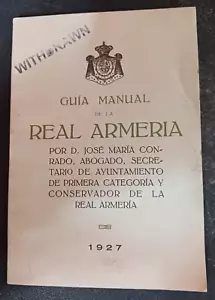 WITHDRAWN
GUÍA MANUAL
DE LA
REAL ARMERIA
POR D. JOSÉ MARÍA CON-
RADO, ABOGADO, SECRE-
TARIO DE AYUNTAMIENTO
DE PRIMERA CATEGORÍA Y
CONSERVADOR DE LA
REAL ARMERÍA
1927